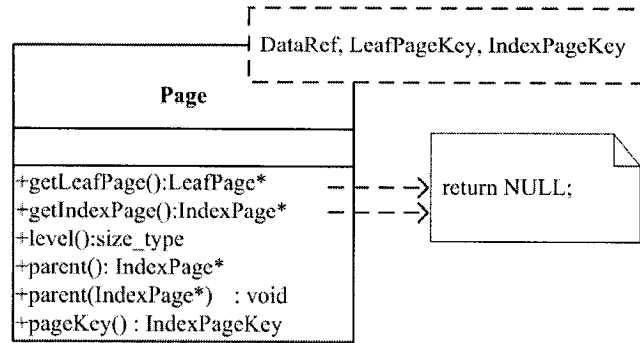 DataRef, LeafPageKey, IndexPageKey
Page
+getLeafPage():LeafPage*
+getIndexPage():IndexPage*
+level():size_type
+parent(): IndexPage*
+parent(IndexPage*) : void
+pageKey() : IndexPageKey
return NULL;